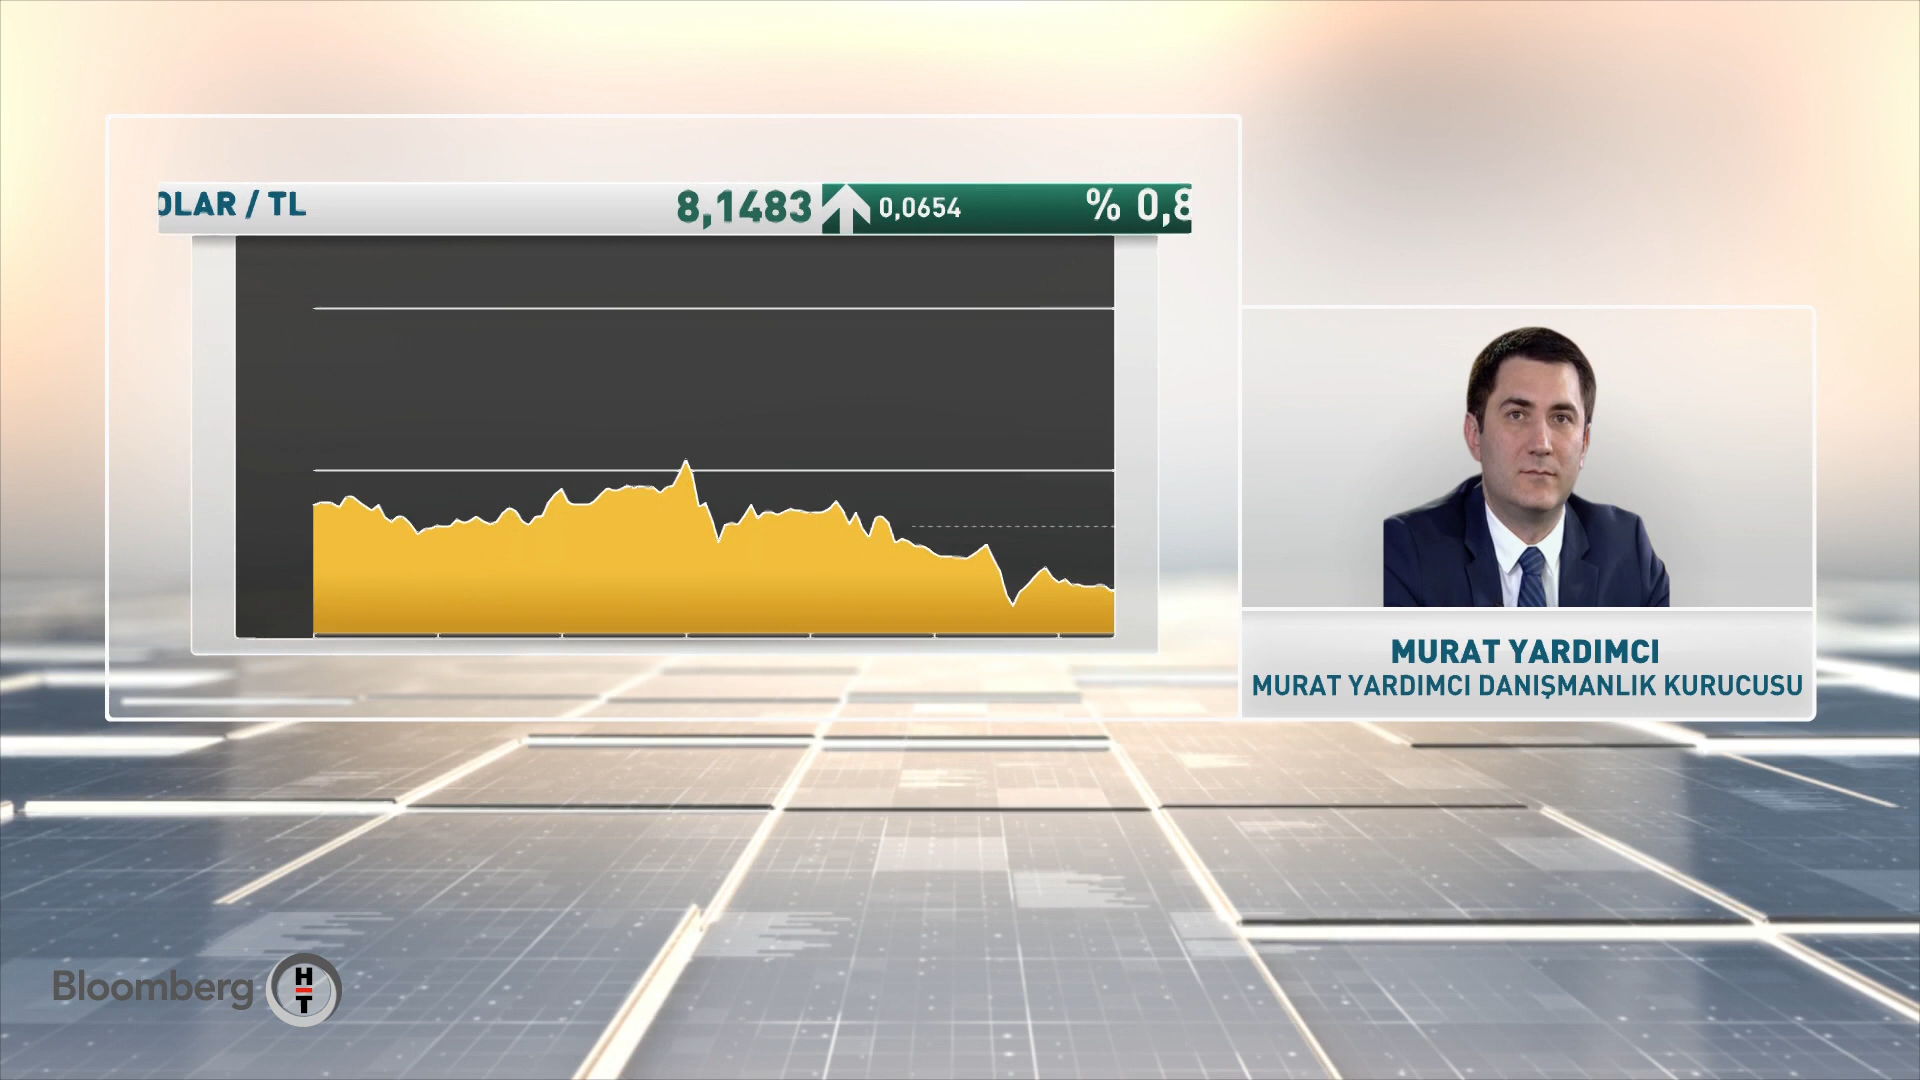 OLAR / TL 8,1483 0,0654 % 0,8
MURAT YARDIMCI
MURAT YARDIMCI DANIŞMANLIK KURUCUSU
Bloomberg HT